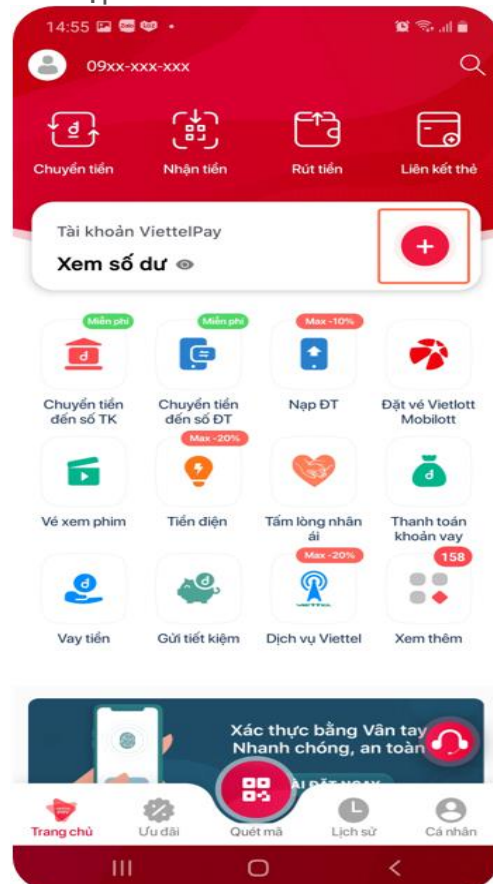 14:55
09xx-xxx-xxx
Chuyển tiền
Nhận tiền
Rút tiền
Liên kết thẻ
Tài khoản ViettelPay
Xem số dư
Miễn phí
Miễn phí
Max -10%
Chuyển tiền
đến số TK
Chuyển tiền
đến số ĐT
Nạp ĐT
Đặt vé Vietlott
Mobilott
Max -20%
Vé xem phim
Tiền điện
Tấm lòng nhân
ái
Thanh toán
khoản vay
Max -20%
158
VIETTEL
Vay tiền
Gửi tiết kiệm
Dịch vụ Viettel
Xem thêm
Xác thực bằng Vân tay
Nhanh chóng, an toàn
Trang chủ
Ưu đãi
Quét mã
Lịch sử
Cá nhân